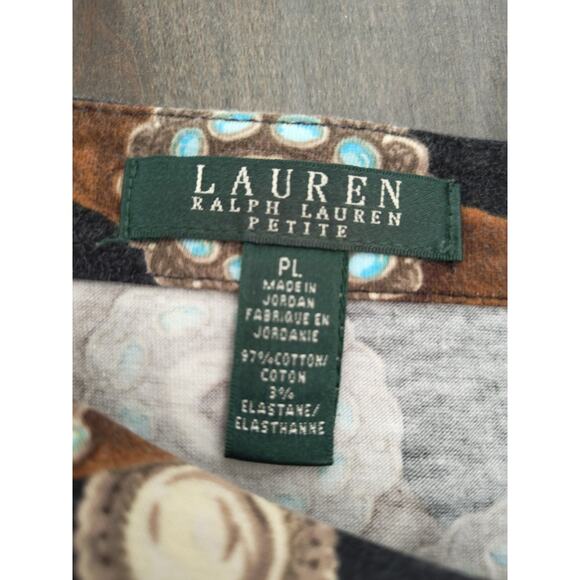 LAUREN
RALPH LAUREN
PETITE
PL
MADE IN
JORDAN
FABRIQUE EN
JORDANIE
97%COTTON/
COTON
3%
ELASTANE/
ELASTHANNE